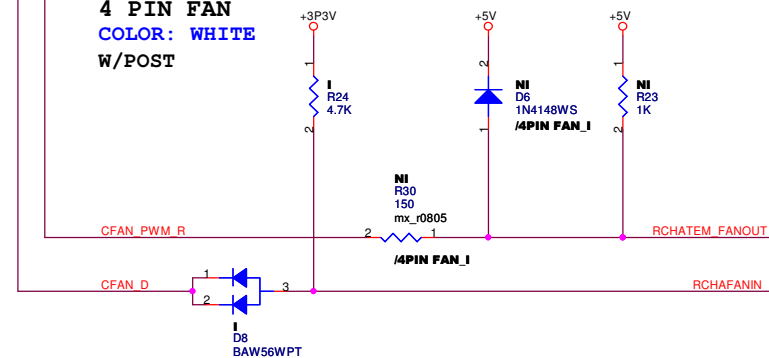 4 PIN FAN
COLOR: WHITE
W/POST
+3P3V
+5V
+5V
1
I
R24
4.7K
2
2
NI
D6
1N4148WS
/4PIN FAN_I
1
1
NI
R23
1K
2
NI
R30
150
mx_r0805
CFAN_PWM_R
2
1
RCHATEM_FANOUT
/4PIN FAN_I
CFAN_D
1
2
3
RCHAFANIN
I
D8
BAW56WPT